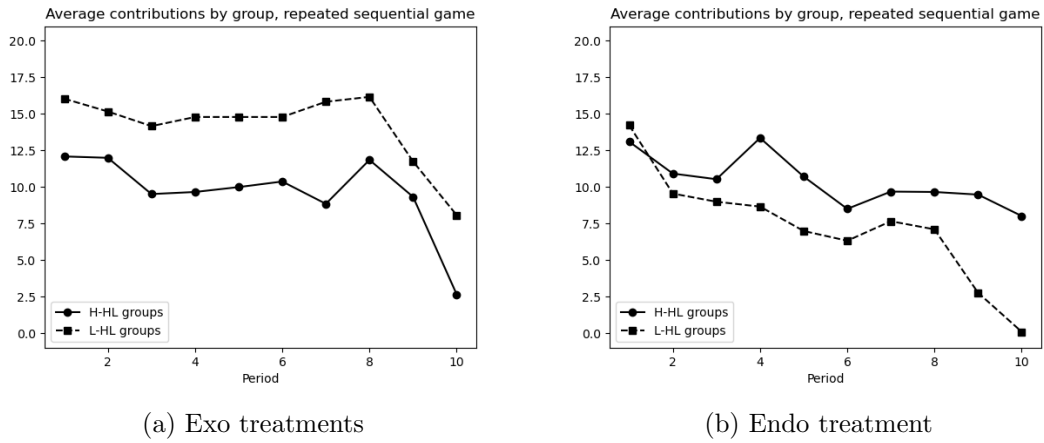 Average contributions by group, repeated sequential game
20.0
17.5
15.0
12.5
10.0
7.5
5.0
2.5
0.0
H-HL groups
L-HL groups
2 4 6 8 10
Period
(a) Exo treatments
Average contributions by group, repeated sequential game
20.0
17.5
15.0
12.5
10.0
7.5
5.0
2.5
0.0
H-HL groups
L-HL groups
2 4 6 8 10
Period
(b) Endo treatment